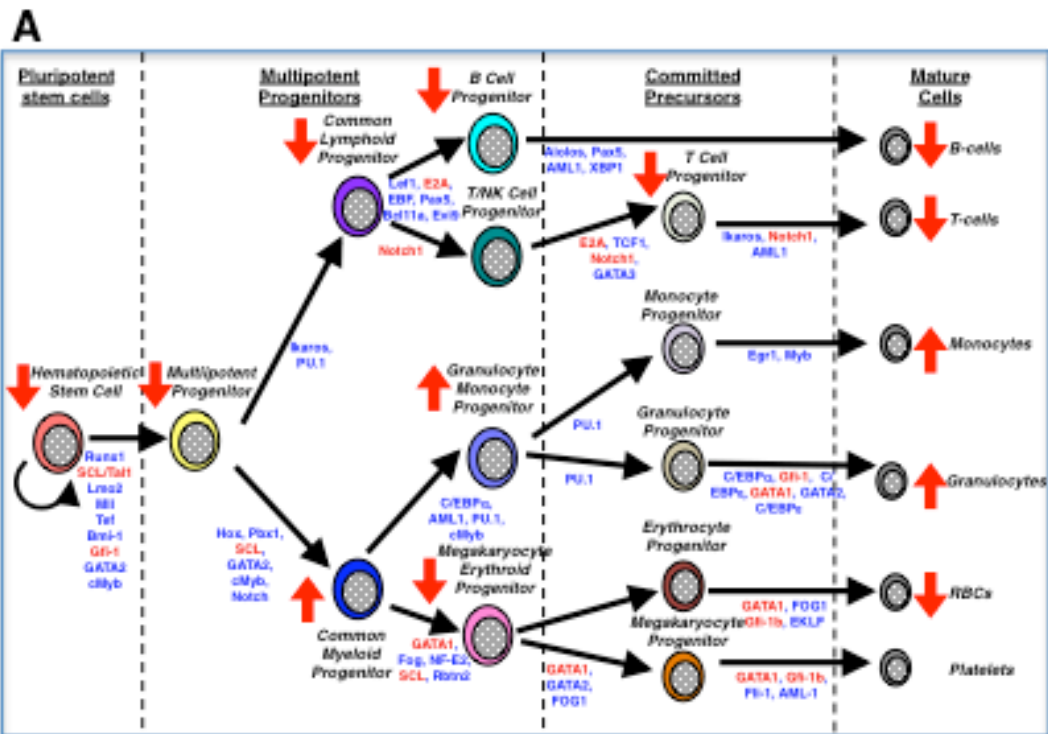 A
Pluripotent
stem cells
Multipotent
Progenitors
Committed
Precursors
Mature
Cells
B Cell
Progenitor
Common
Lymphoid
Progenitor
Aiolos, Pax5,
AML1, XBP1
B-cells
Lef1, E2A,
EBF, Pax5,
Bcl11a, Evi9
T/NK Cell
Progenitor
Notch1
T Cell
Progenitor
E2A, TCF1,
Notch1,
GATA3
Ikaros, Notch1,
AML1
T-cells
Ikaros,
PU.1
Monocyte
Progenitor
Egr1, Myb
Monocytes
Hematopoietic
Stem Cell
Multiipotent
Progenitor
Runx1
SCL/Tal1
Lmo2
Mll
Tel
Bmi-1
Gfi-1
GATA2
cMyb
Granulocyte
Monocyte
Progenitor
PU.1
PU.1
Granulocyte
Progenitor
C/EBPα, Gfi-1, C/
EBPε, GATA1, GATA2,
C/EBPε
Granulocytes
C/EBPα,
AML1, PU.1,
cMyb
Hox, Pbx1,
SCL,
GATA2,
cMyb,
Notch
Common
Myeloid
Progenitor
Megakaryocyte
Erythroid
Progenitor
GATA1,
Fog, NF-E2,
SCL, Rbtn2
Erythrocyte
Progenitor
GATA1, FOG1
Gfi-1b, EKLF
RBCs
Megakaryocyte
Progenitor
GATA1,
GATA2,
FOG1
GATA1, Gfi-1b,
Fli-1, AML-1
Platelets